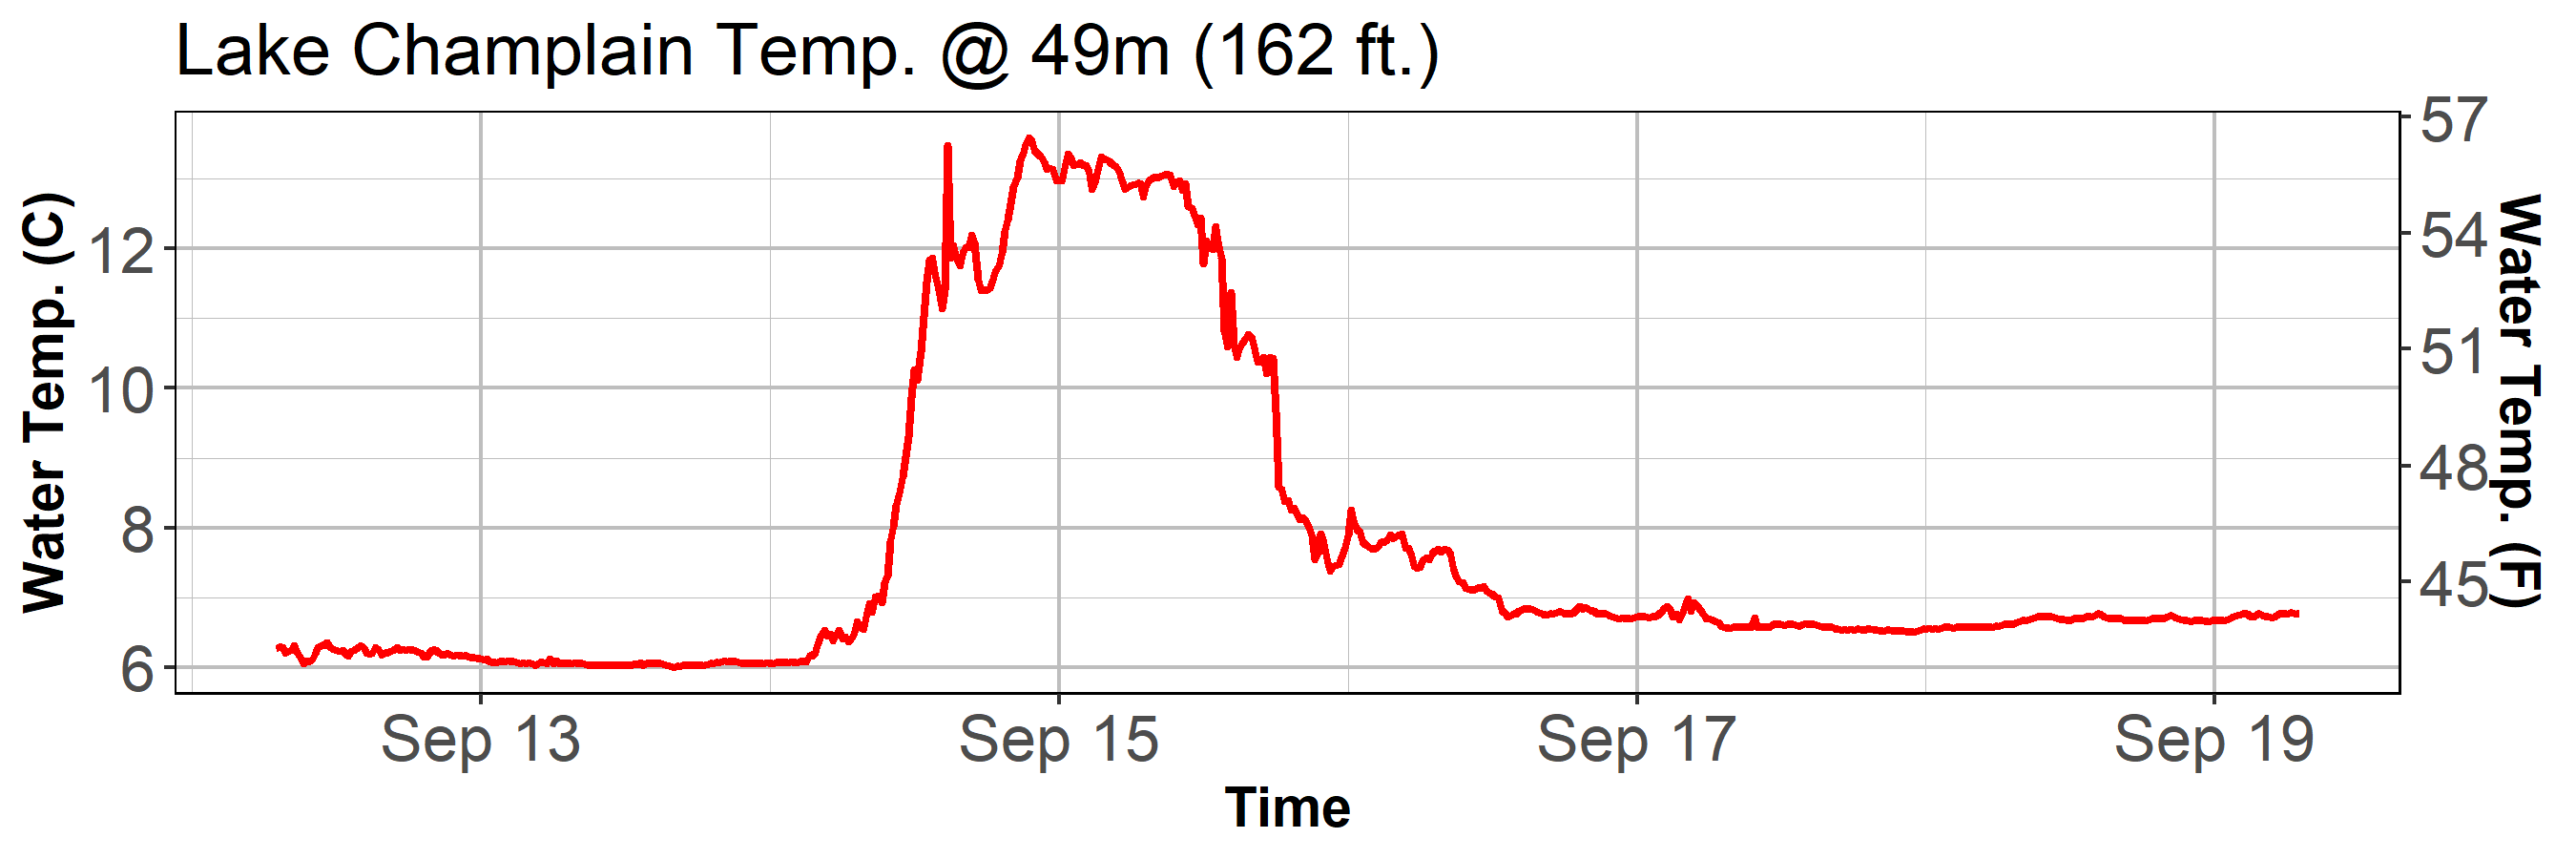 Lake Champlain Temp. @ 49m (162 ft.)
Water Temp. (C)
12
10
8
6
57
54
51
48
45
Water Temp. (F)
Sep 13 Sep 15 Sep 17 Sep 19
Time